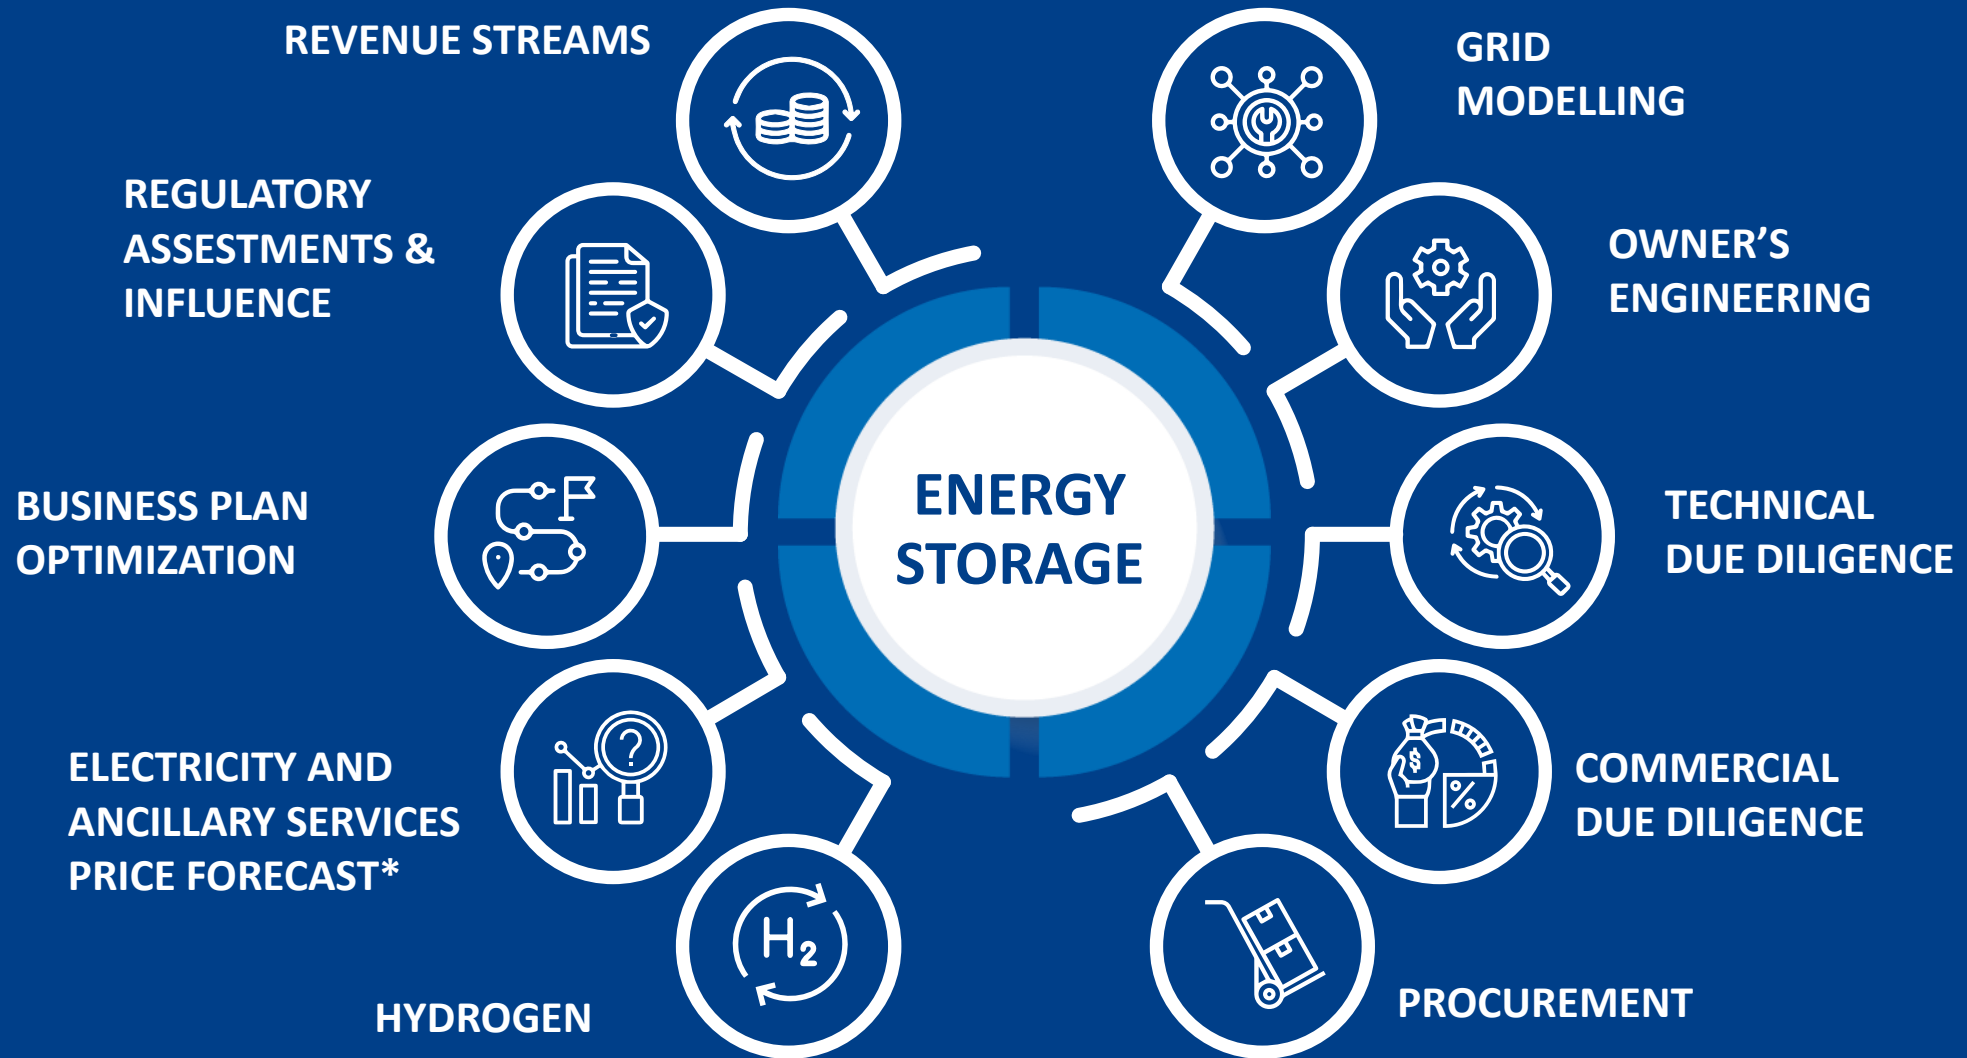 REVENUE STREAMS
REGULATORY
ASSESTMENTS &
INFLUENCE
BUSINESS PLAN
OPTIMIZATION
ELECTRICITY AND
ANCILLARY SERVICES
PRICE FORECAST*
HYDROGEN
H2
ENERGY
STORAGE
GRID
MODELLING
OWNER’S
ENGINEERING
TECHNICAL
DUE DILIGENCE
COMMERCIAL
DUE DILIGENCE
PROCUREMENT
?
$
%